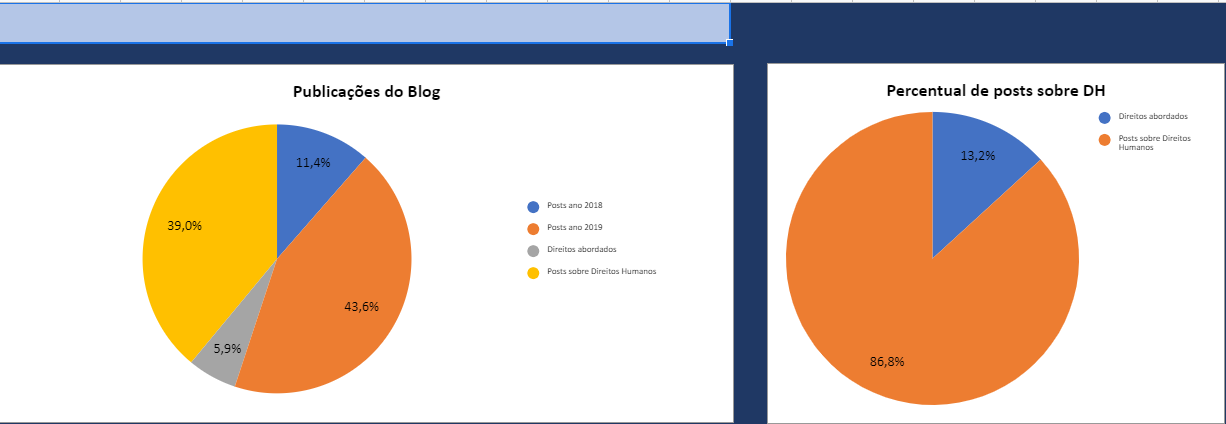 Publicações do Blog
11,4%
39,0%
43,6%
5,9%
Posts ano 2018
Posts ano 2019
Direitos abordados
Posts sobre Direitos Humanos
Percentual de posts sobre DH
13,2%
86,8%
Direitos abordados
Posts sobre Direitos
Humanos